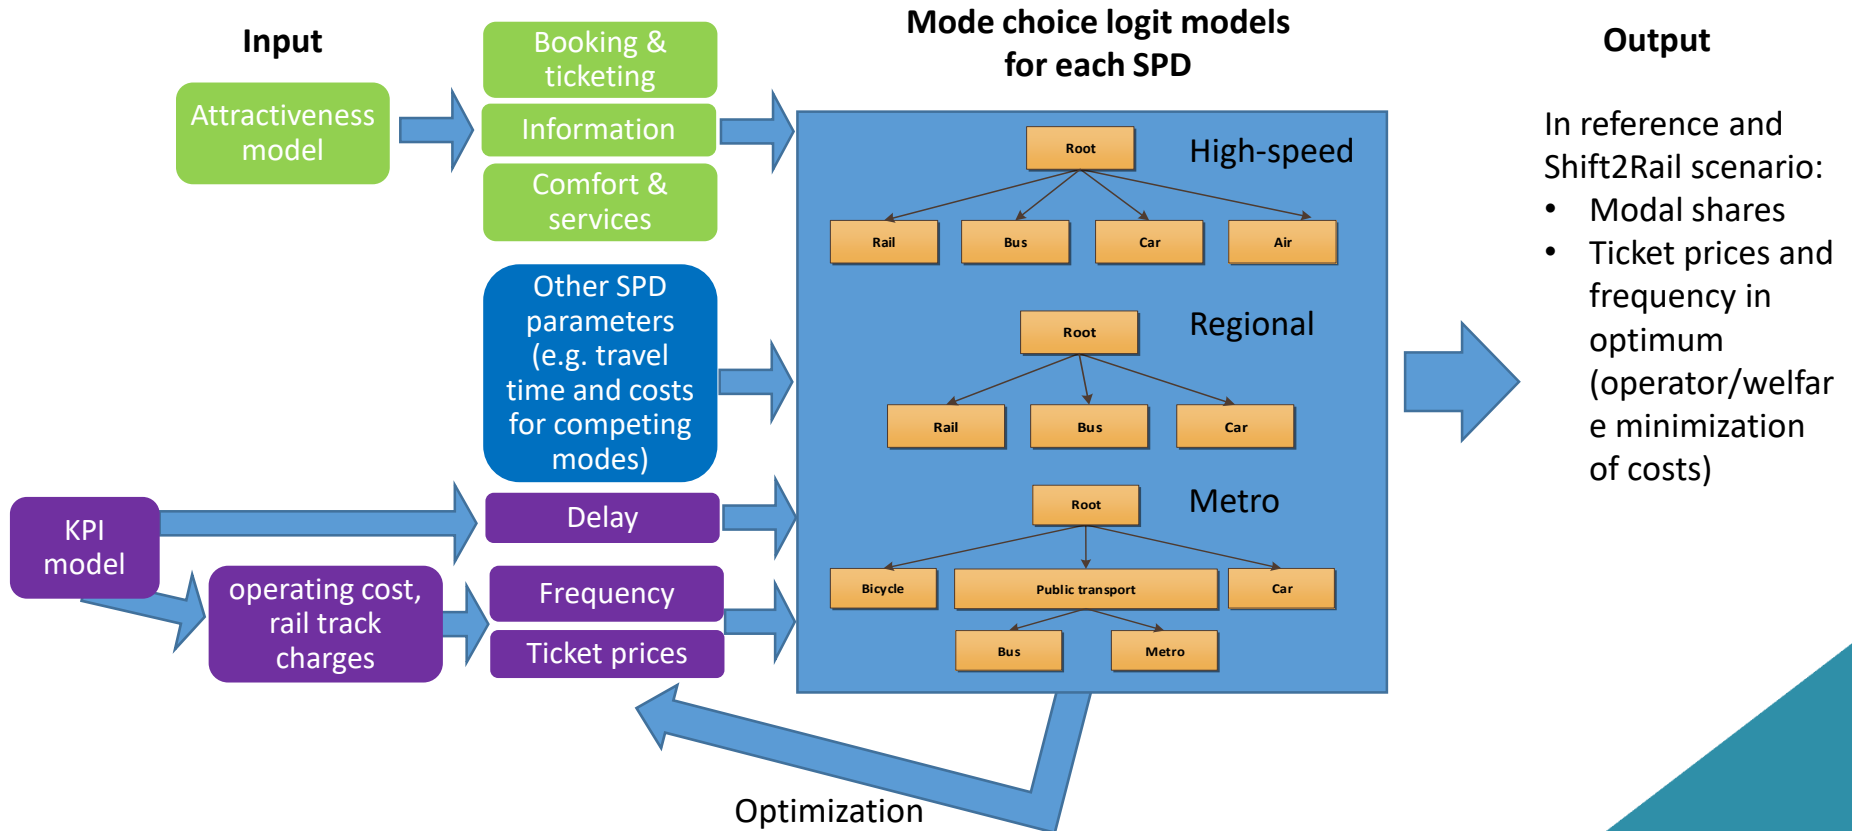 Input
Attractiveness
model
Booking &
ticketing
Information
Comfort &
services
Other SPD
parameters
(e.g. travel
time and costs
for competing
modes)
KPI
model
Delay
operating cost,
rail track
charges
Frequency
Ticket prices
Mode choice logit models
for each SPD
Root
High-speed
Rail
Bus
Car
Air
Root
Regional
Rail
Bus
Car
Root
Metro
Bicycle
Public transport
Car
Bus
Metro
Optimization
Output
In reference and
Shift2Rail scenario:
• Modal shares
• Ticket prices and
frequency in
optimum
(operator/welfar
e minimization
of costs)